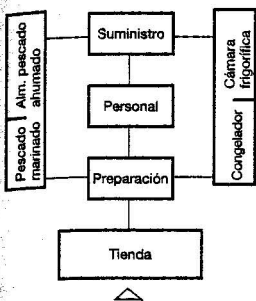 Suministro
Alm. pescado
ahumado
Pescado
marinado
Cámara
frigorífica
Congelador
Personal
Preparación
Tienda